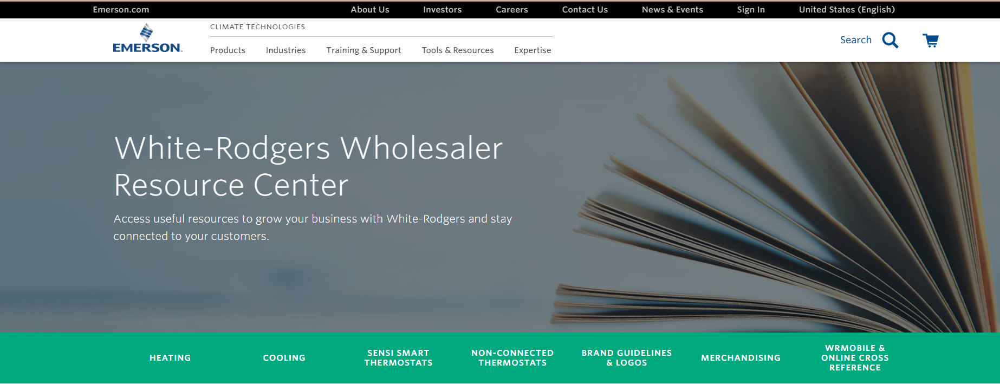 Emerson.com
About Us
Investors
Careers
Contact Us
News & Events
Sign In
United States (English)
EMERSON
CLIMATE TECHNOLOGIES
Products
Industries
Training & Support
Tools & Resources
Expertise
Search
White-Rodgers Wholesaler
Resource Center
Access useful resources to grow your business with White-Rodgers and stay
connected to your customers.
HEATING
COOLING
SENSI SMART
THERMOSTATS
NON-CONNECTED
THERMOSTATS
BRAND GUIDELINES
& LOGOS
MERCHANDISING
WRMOBILE &
ONLINE CROSS
REFERENCE